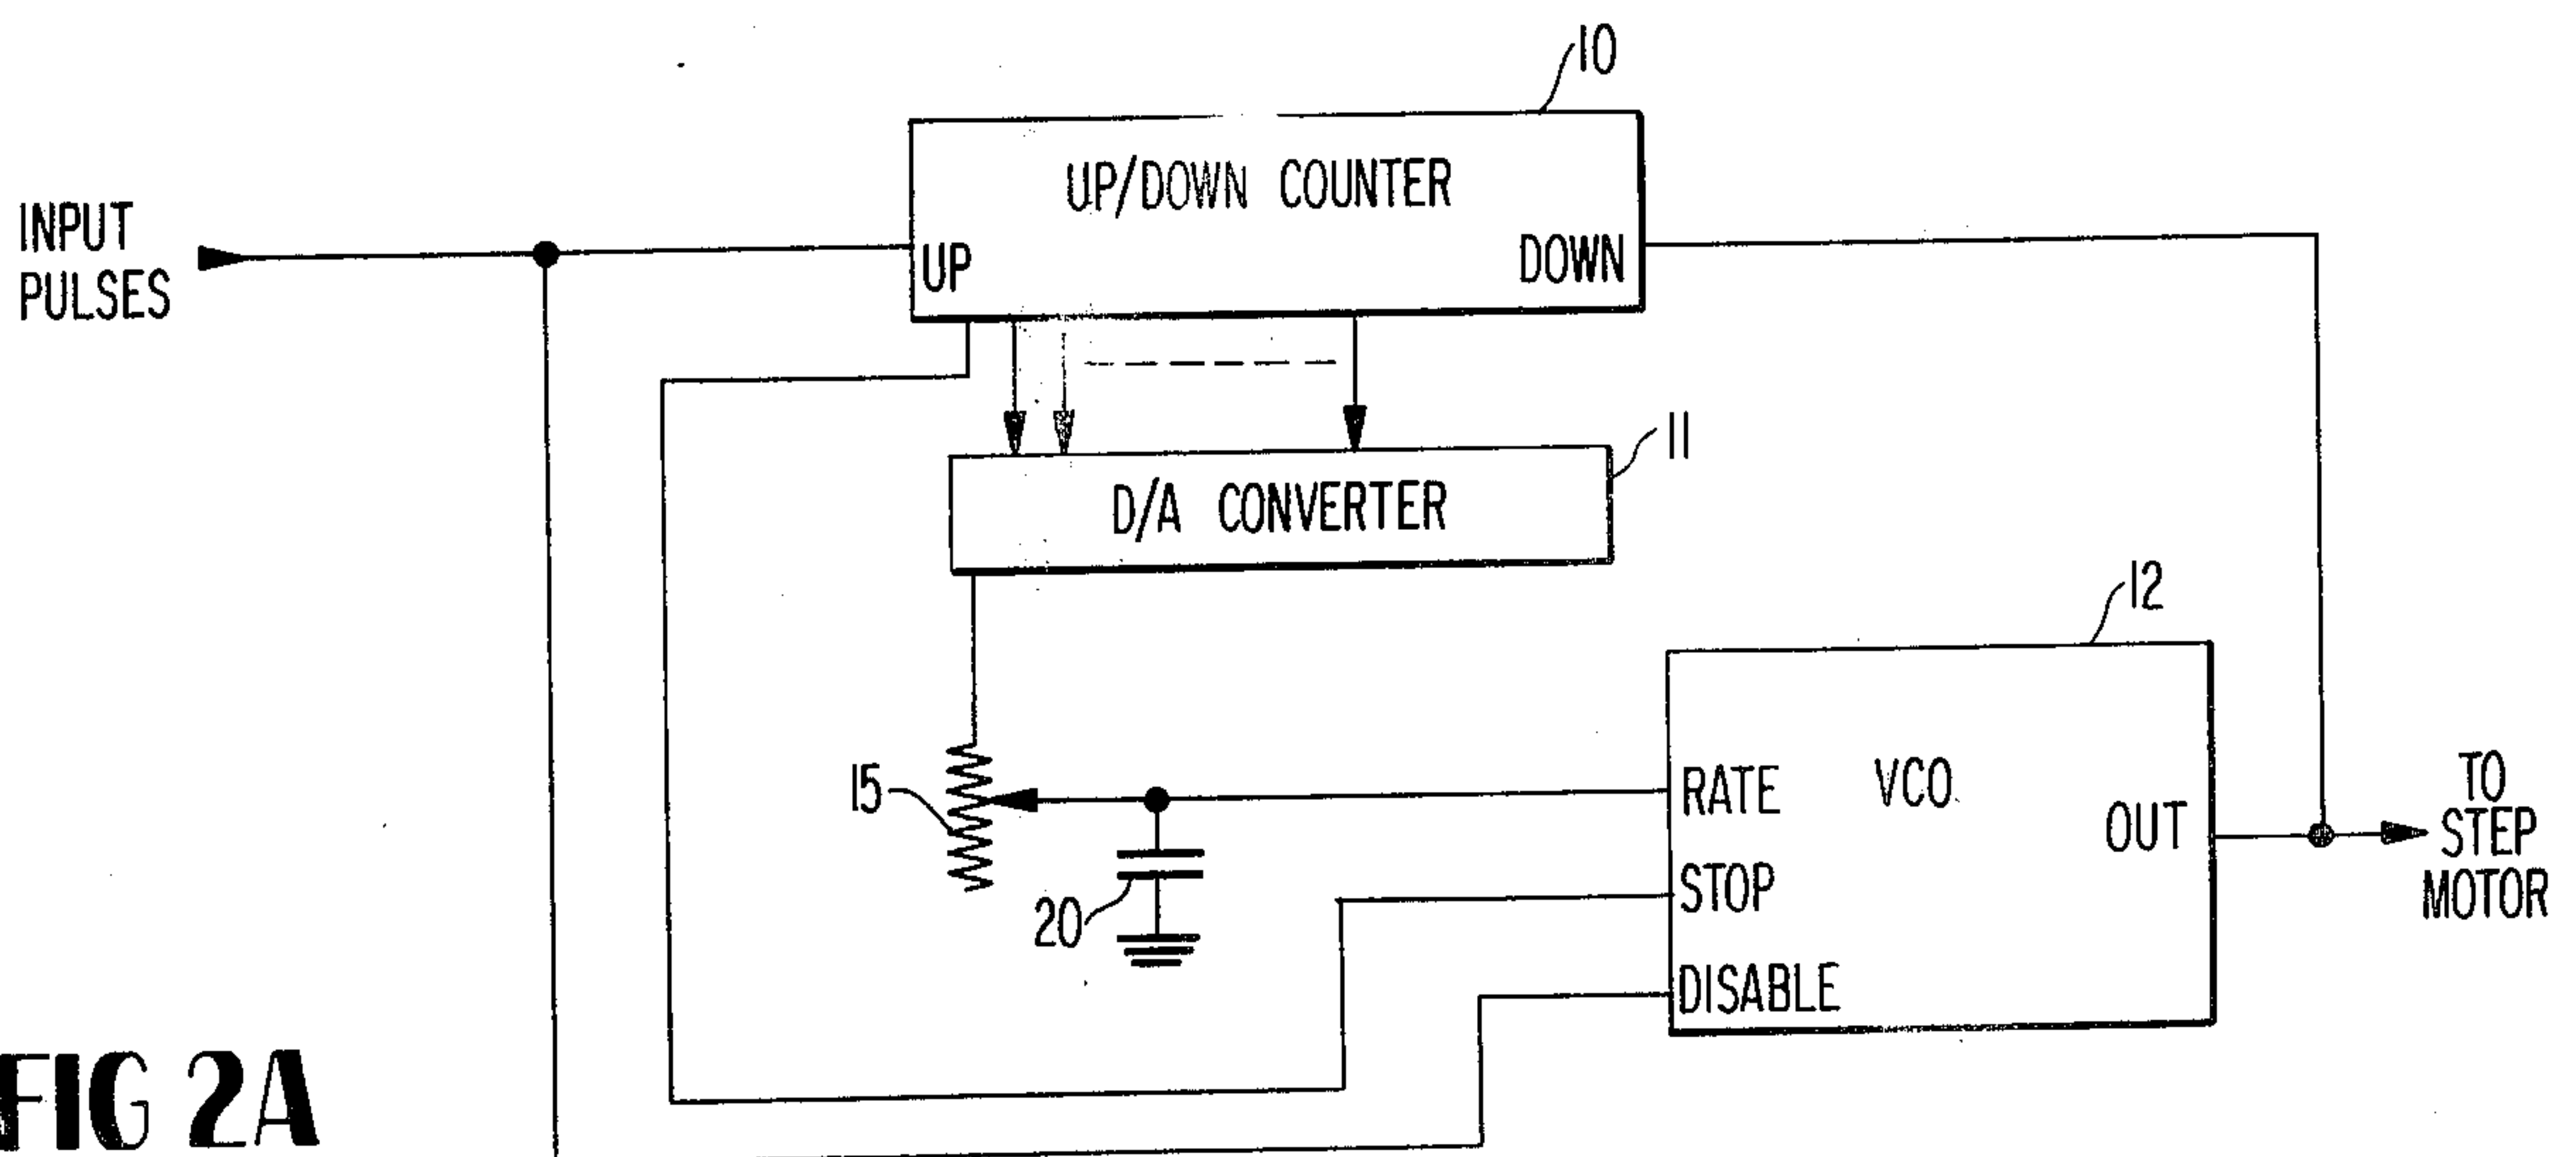 10
UP/DOWN COUNTER
INPUT
PULSES
UP
DOWN
11
D/A CONVERTER
12
15
RATE
VCO
OUT
TO
STEP
MOTOR
STOP
20
DISABLE
FIG 2A